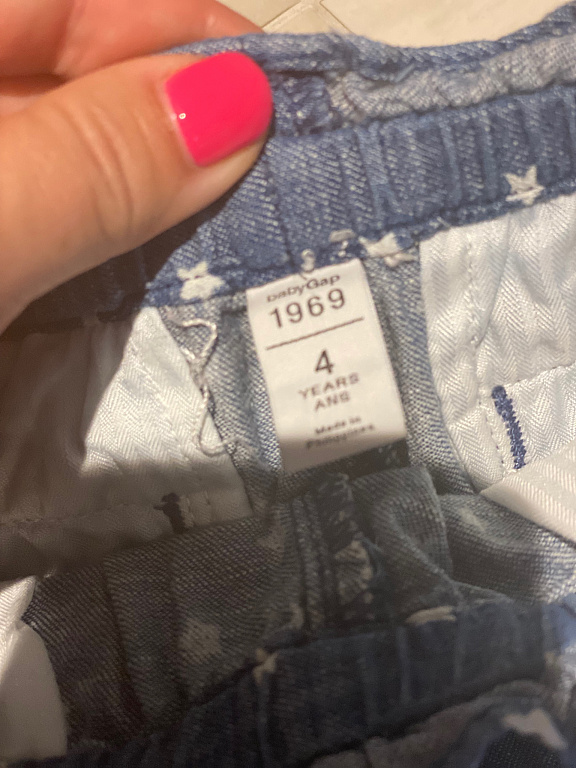 babyGap
1969
4
YEARS
ANS
Made in
Philippines